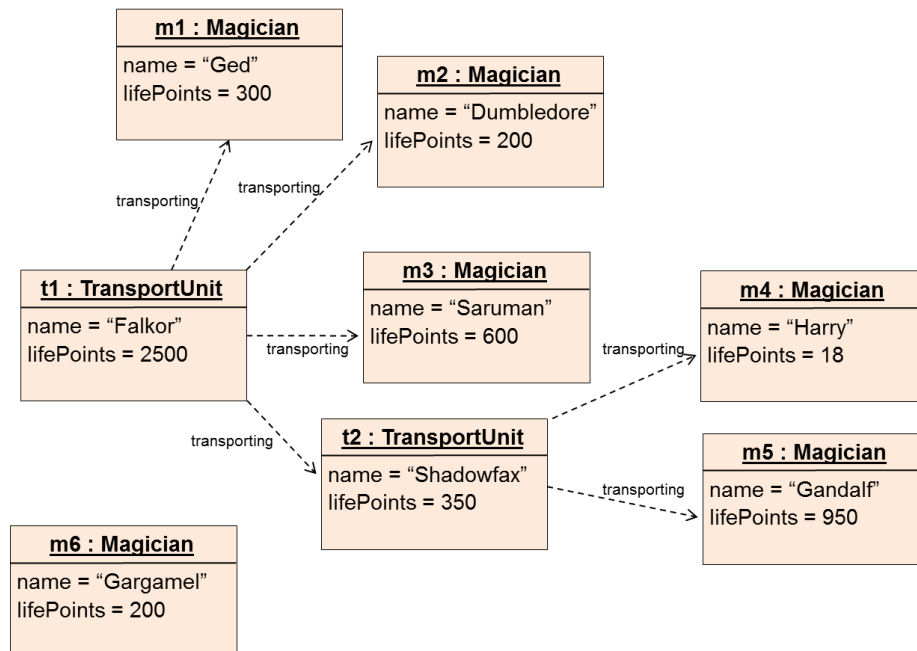 m1 : Magician
name = “Ged”
lifePoints = 300
m2 : Magician
name = “Dumbledore”
lifePoints = 200
transporting
transporting
t1 : TransportUnit
name = “Falkor”
lifePoints = 2500
m3 : Magician
name = “Saruman”
lifePoints = 600
transporting
m4 : Magician
name = “Harry”
lifePoints = 18
transporting
transporting
t2 : TransportUnit
name = “Shadowfax”
lifePoints = 350
m5 : Magician
name = “Gandalf”
lifePoints = 950
transporting
m6 : Magician
name = “Gargamel”
lifePoints = 200